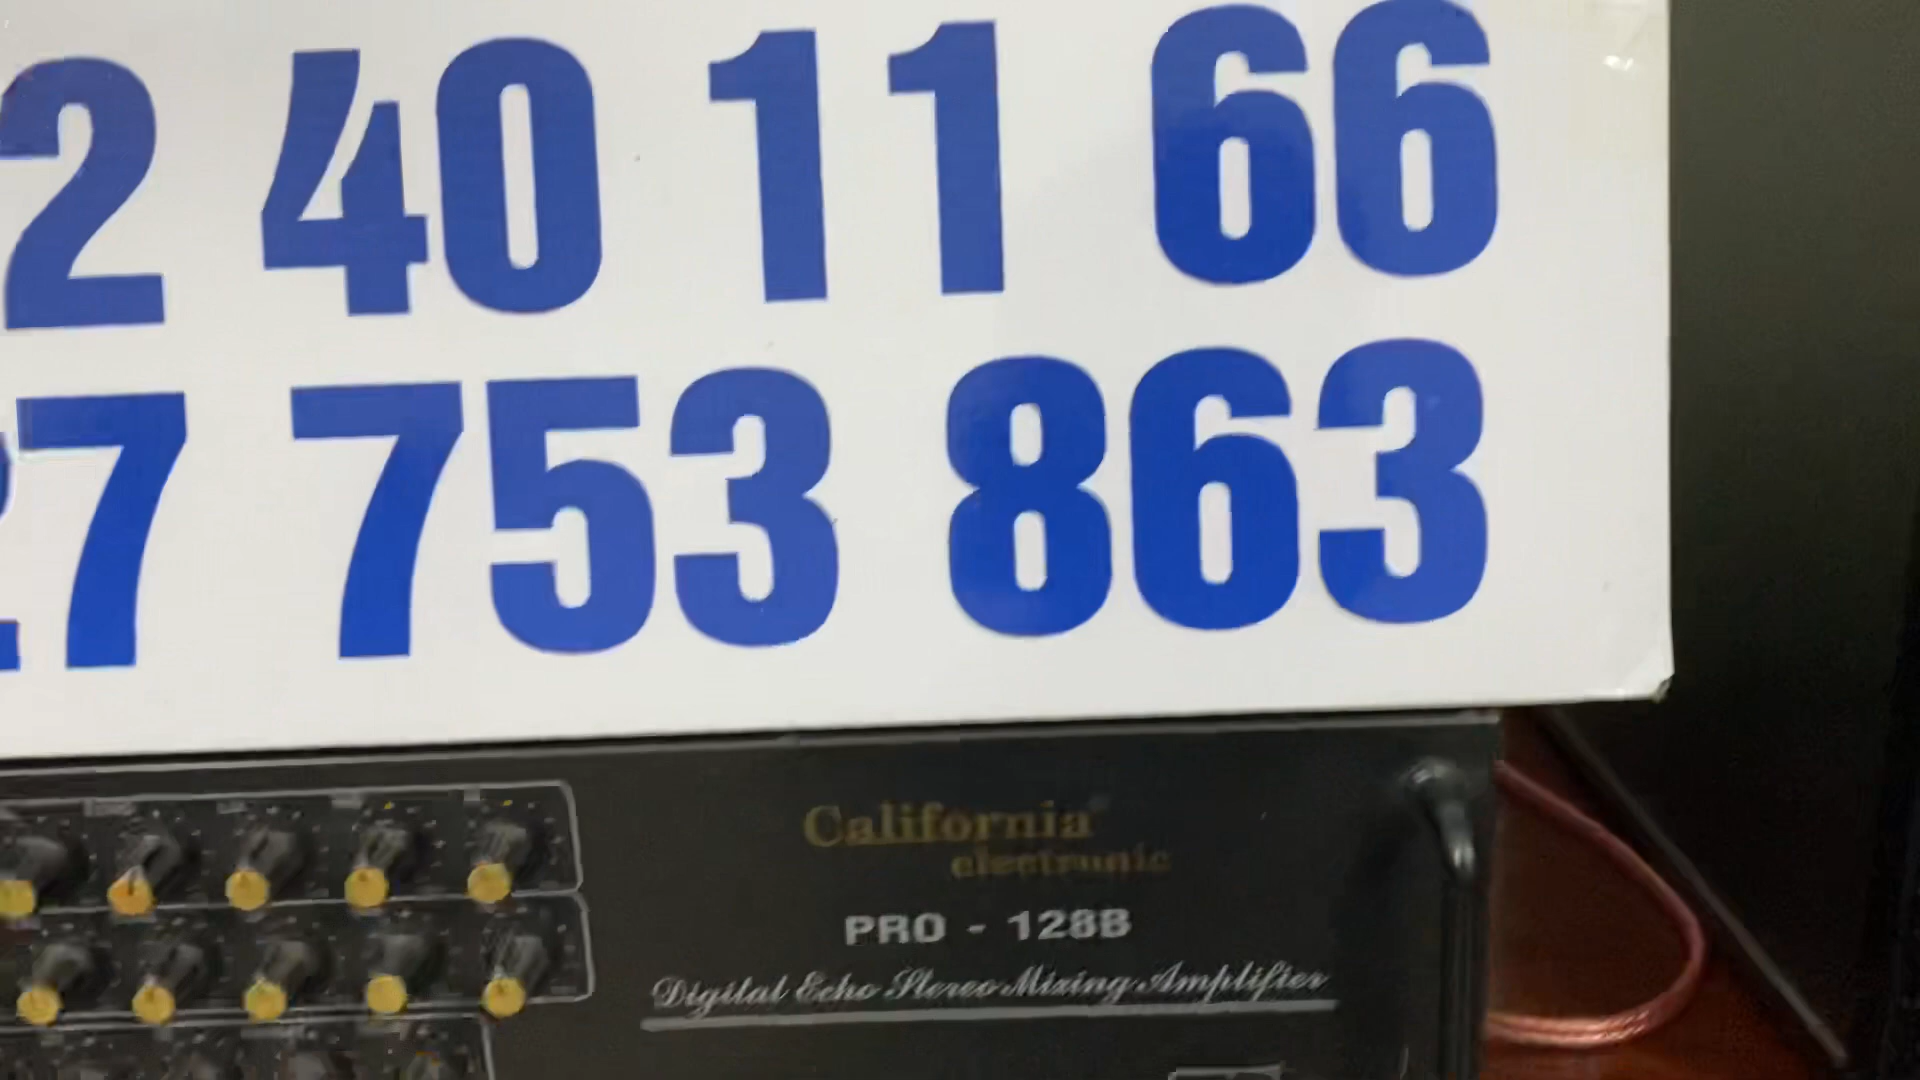 2 40 11 66
27 753 863
California
electronic
PRO - 128B
Digital Echo Stereo Mixing Amplifier